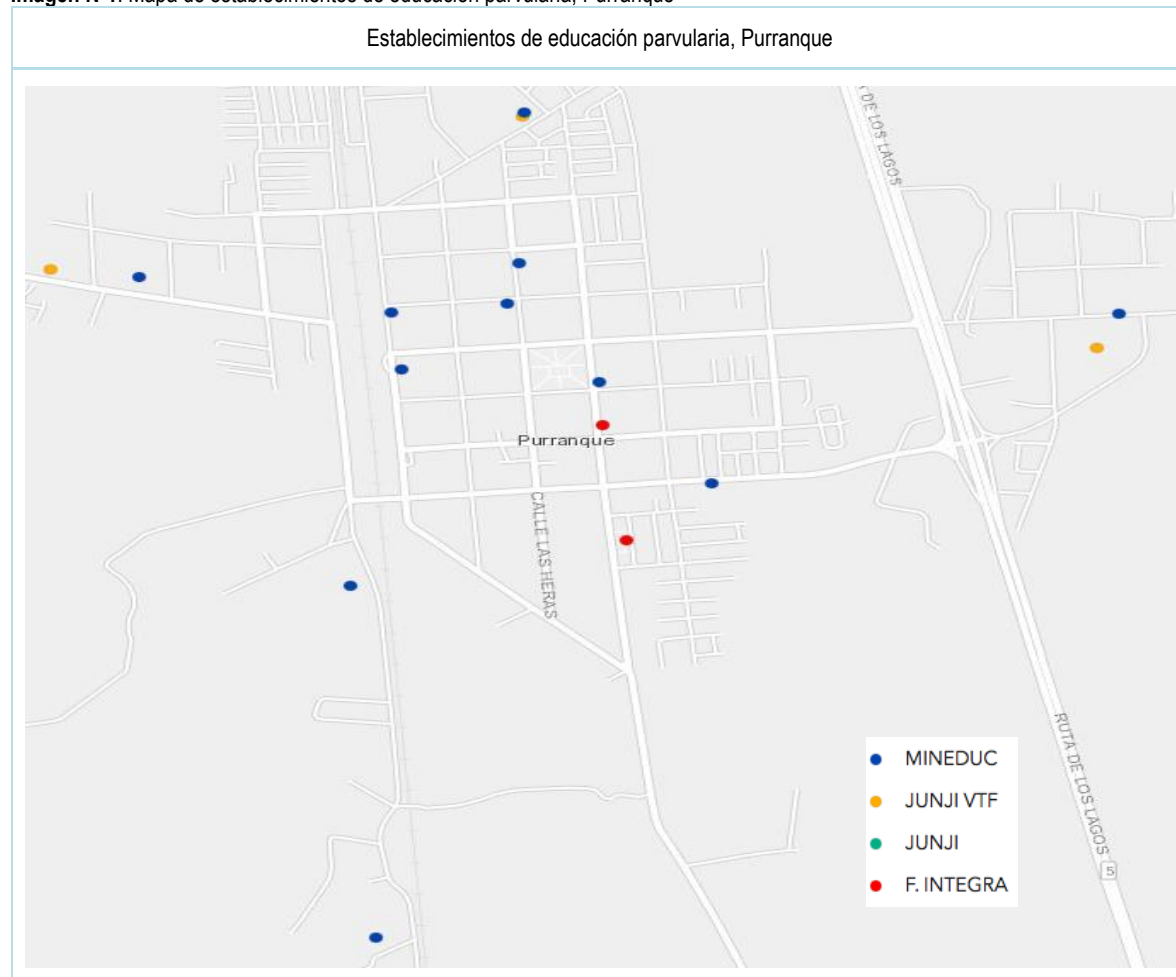 Establecimientos de educación parvularia, Purranque
DE LOS LAGOS
Purranque
CALLE LAS HERAS
RUTA DE LOS LAGOS
5
MINEDUC
JUNJI VTF
JUNJI
F. INTEGRA